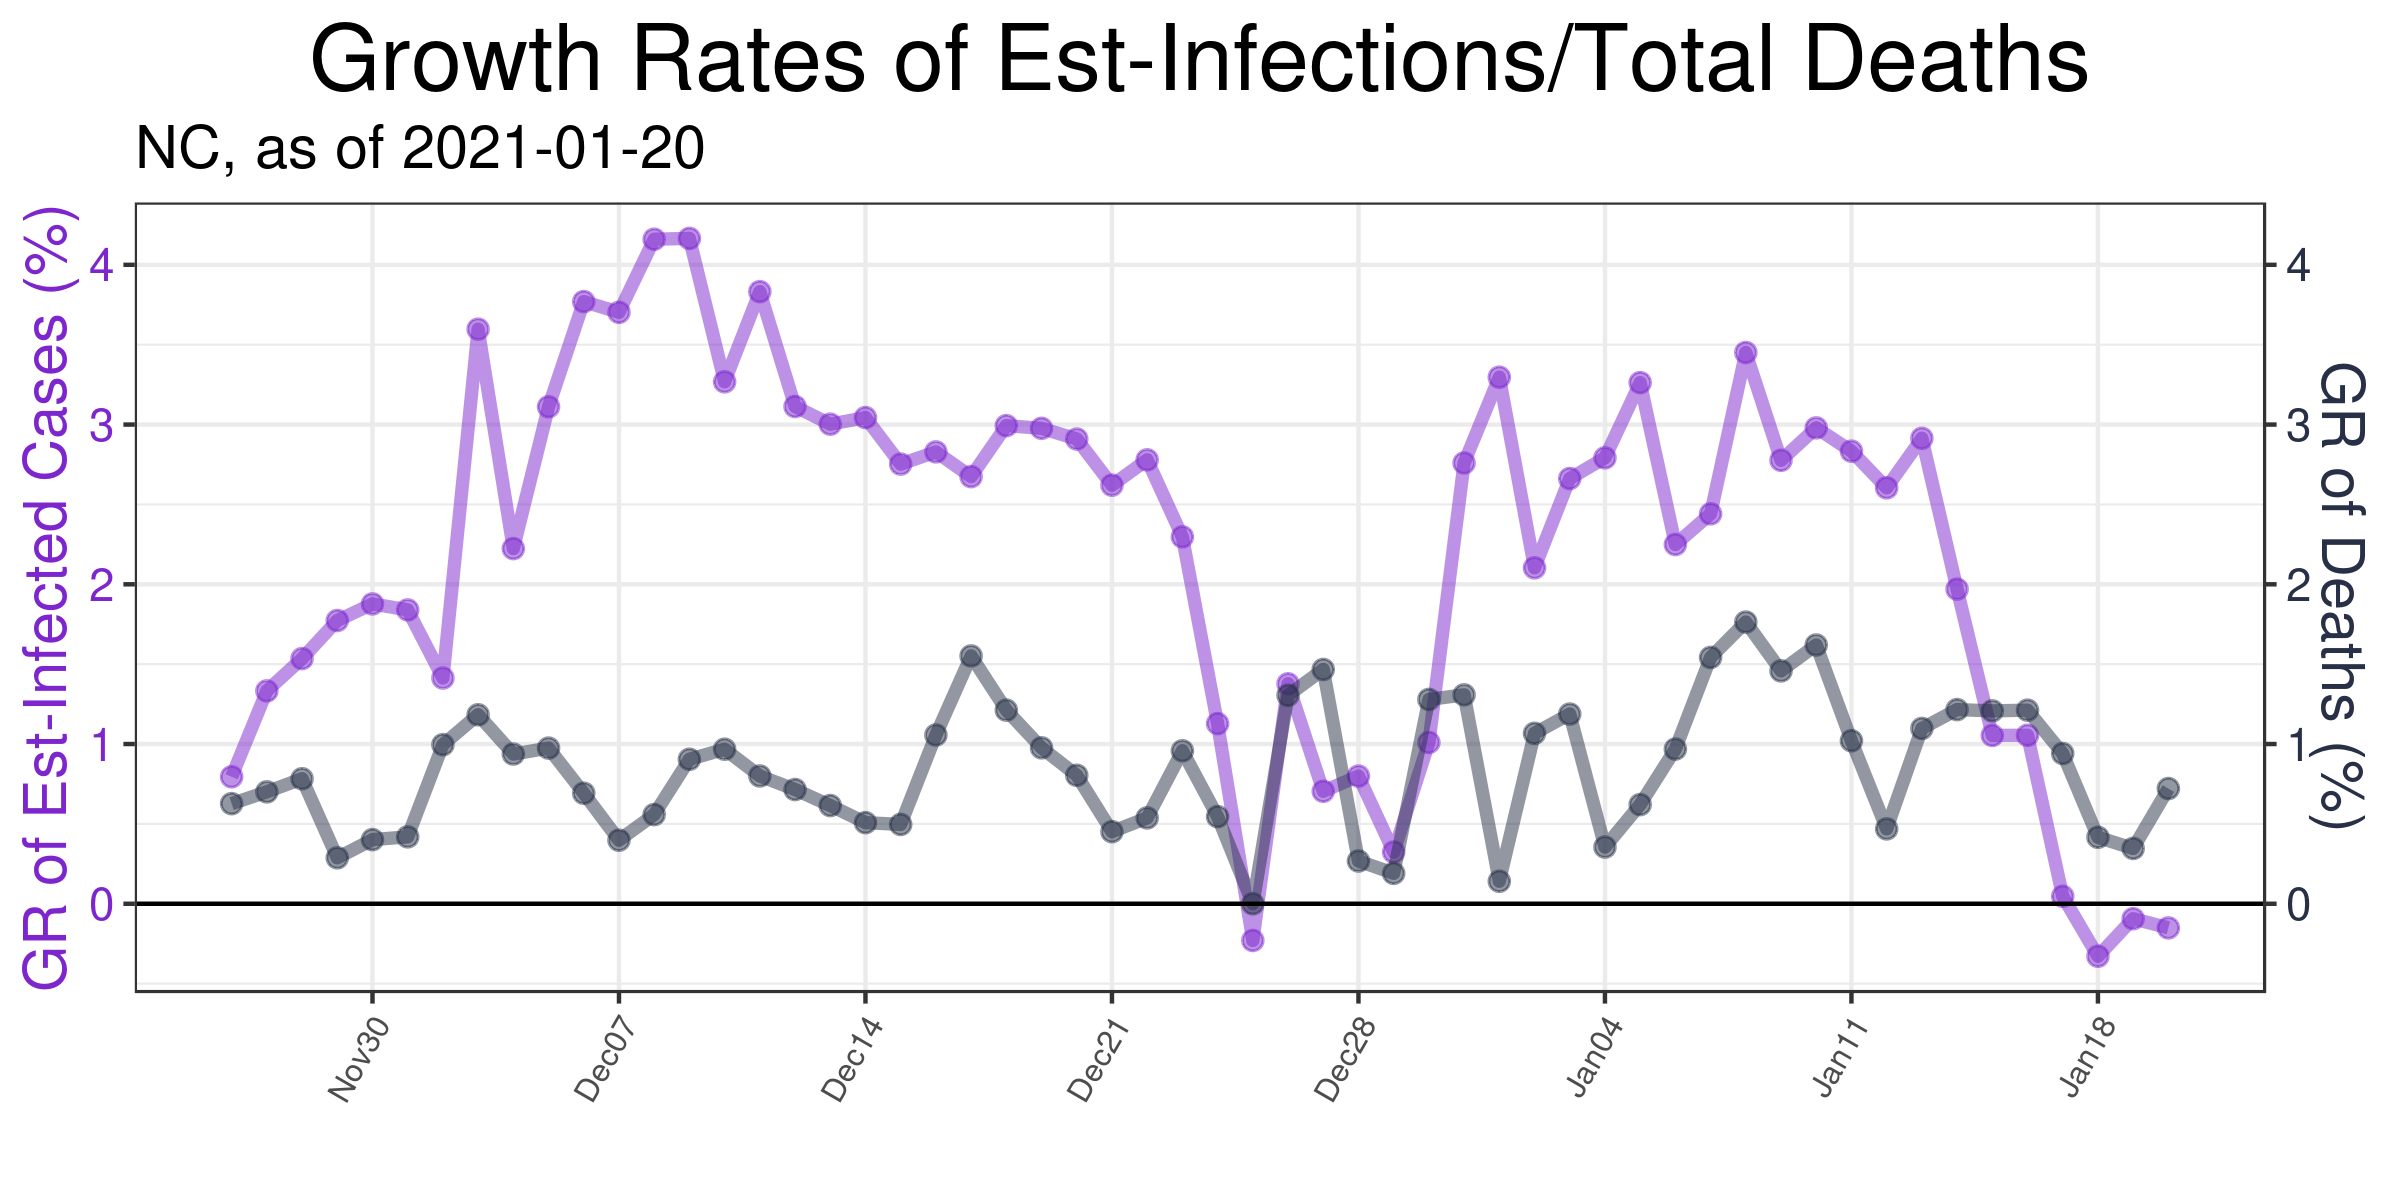 Growth Rates of Est-Infections/Total Deaths
NC, as of 2021-01-20
GR of Est-Infected Cases (%)
4
3
2
1
0
4
3
2
1
0
GR of Deaths (%)
Nov30
Dec07
Dec14
Dec21
Dec28
Jan04
Jan11
Jan18